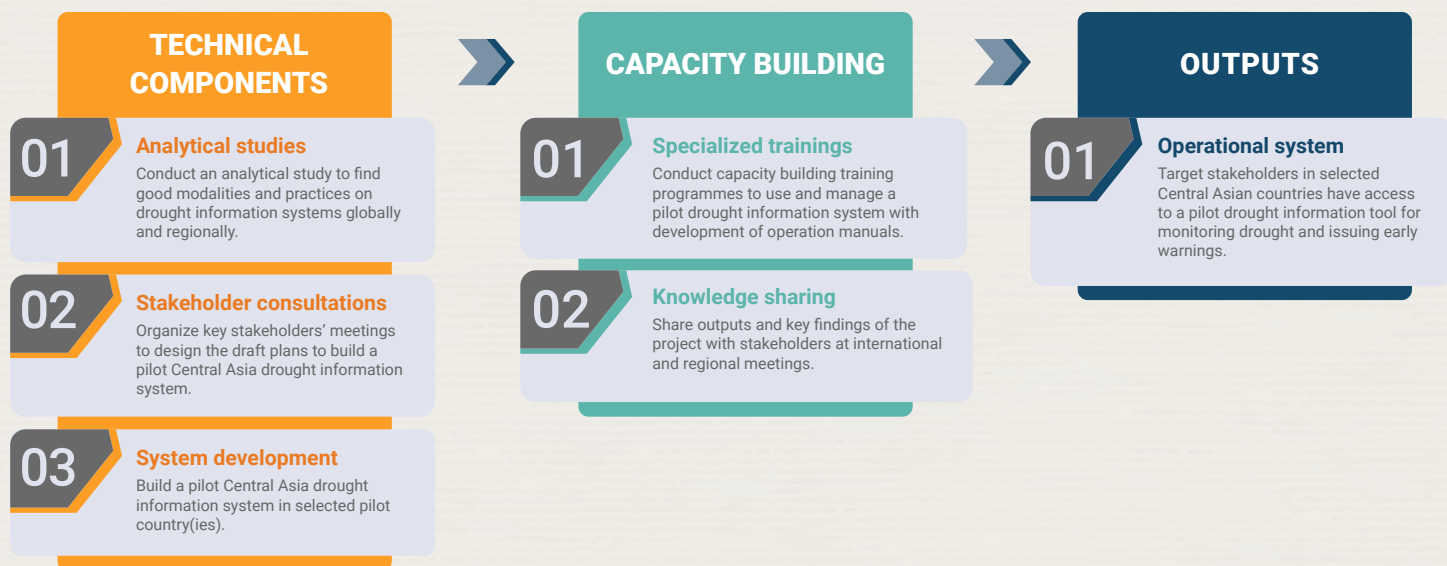 TECHNICAL
COMPONENTS
01
Analytical studies
Conduct an analytical study to find
good modalities and practices on
drought information systems globally
and regionally.
02
Stakeholder consultations
Organize key stakeholders’ meetings
to design the draft plans to build a
pilot Central Asia drought information
system.
03
System development
Build a pilot Central Asia drought
information system in selected pilot
country(ies).
CAPACITY BUILDING
01
Specialized trainings
Conduct capacity building training
programmes to use and manage a
pilot drought information system with
development of operation manuals.
02
Knowledge sharing
Share outputs and key findings of the
project with stakeholders at international
and regional meetings.
OUTPUTS
01
Operational system
Target stakeholders in selected
Central Asian countries have access
to a pilot drought information tool for
monitoring drought and issuing early
warnings.